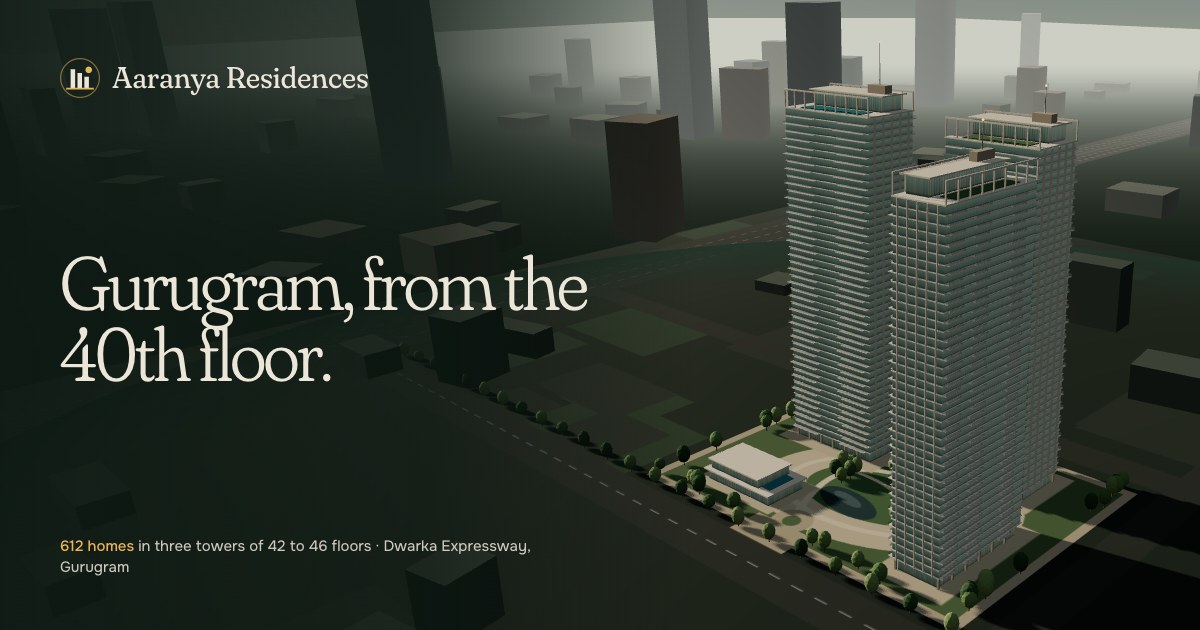 Aaranya Residences
Gurugram, from the
40th floor.
612 homes in three towers of 42 to 46 floors · Dwarka Expressway,
Gurugram